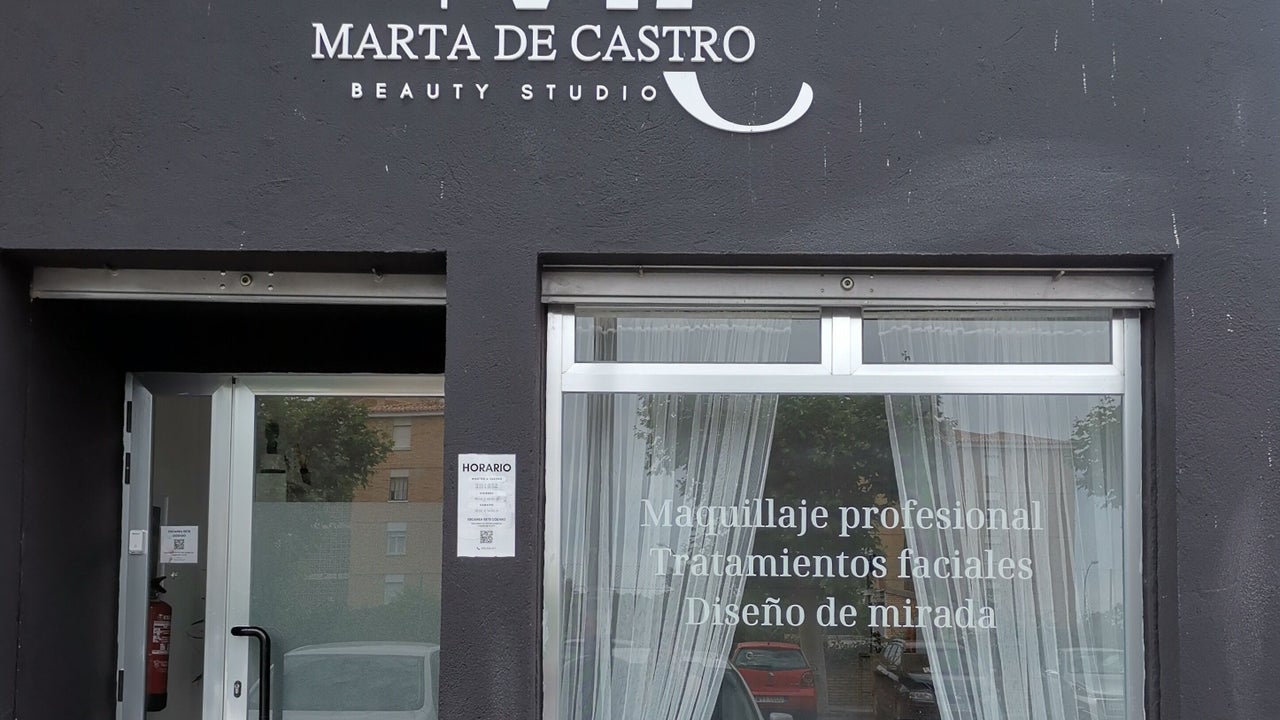 MARTA DE CASTRO
BEAUTY STUDIO
HORARIO
Maquillaje profesional
Tratamientos faciales
Diseño de mirada